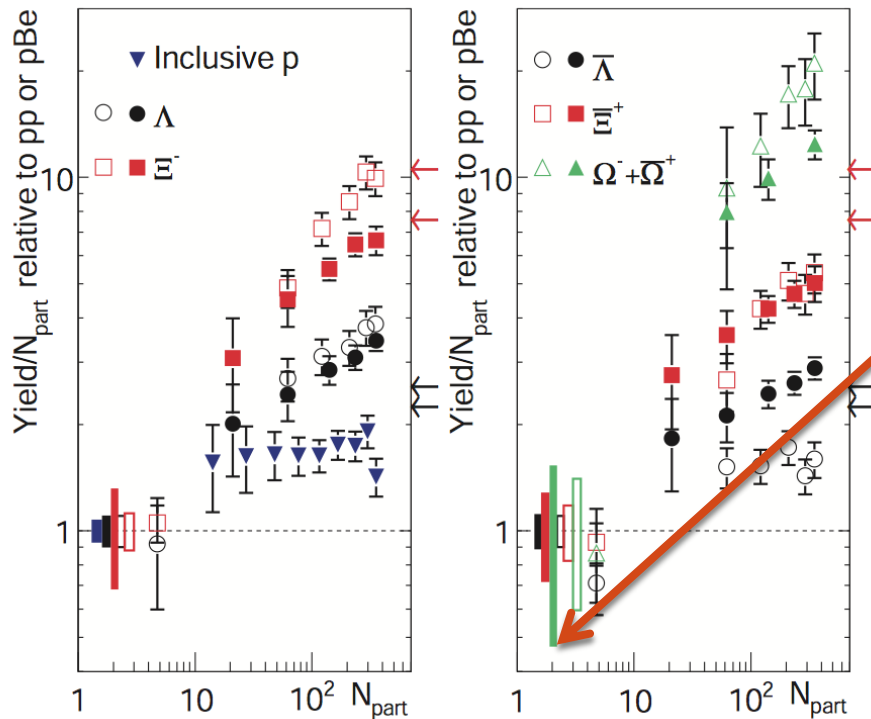 Yield/N_part relative to pp or pBe
Inclusive p
Λ
Ξ⁻
10
1
1
10
10²
N_part
Yield/N_part relative to pp or pBe
Λ̅
Ξ̅⁺
Ω⁻+Ω̅⁺
10
1
1
10
10²
N_part